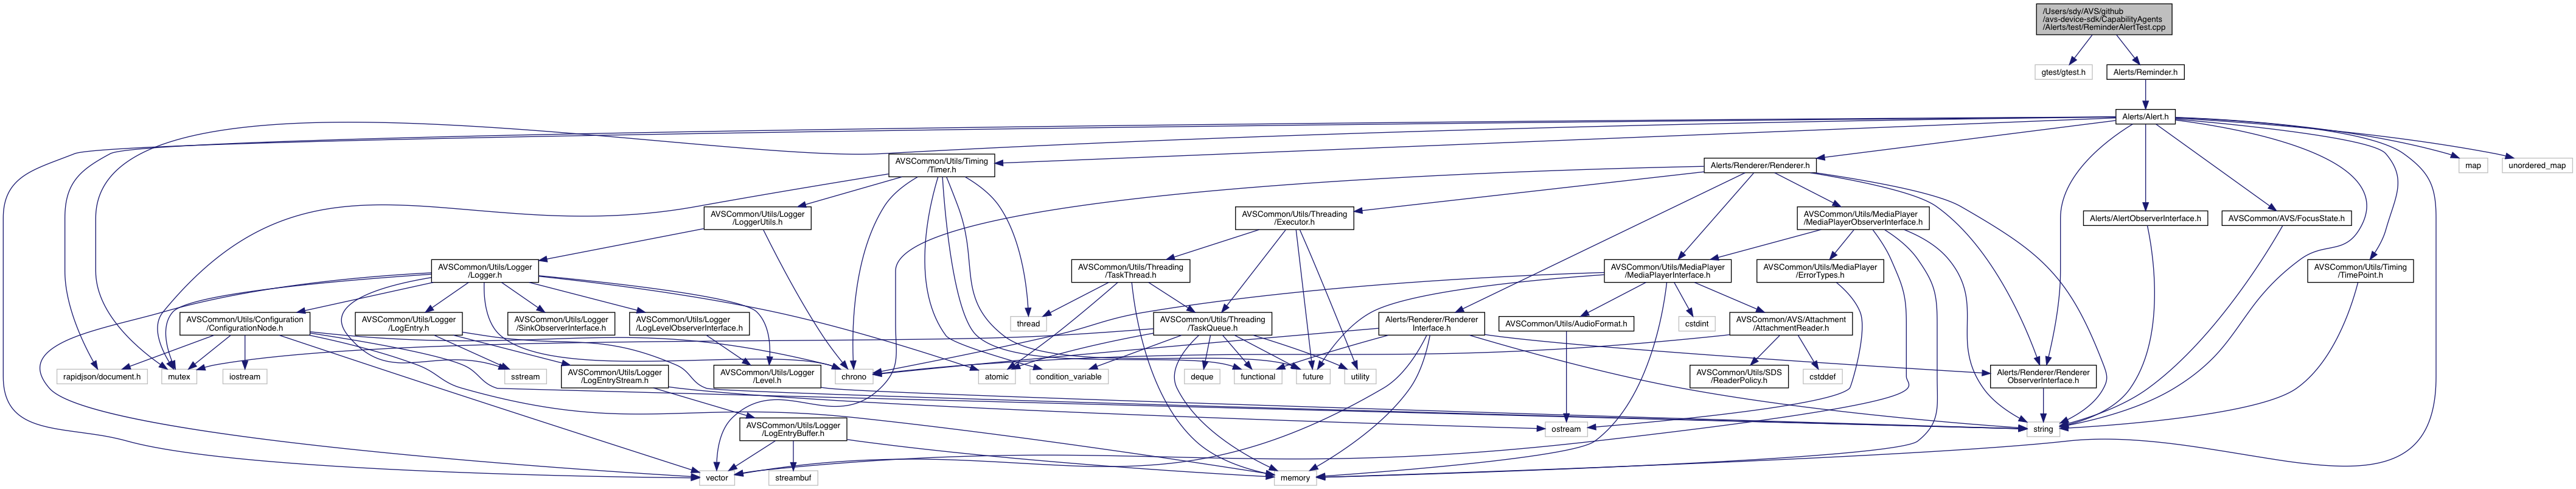 /Users/sdy/AVS/github
/avs-device-sdk/CapabilityAgents
/Alerts/test/ReminderAlertTest.cpp
gtest/gtest.h
Alerts/Reminder.h
Alerts/Alert.h
AVSCommon/Utils/Timing
/Timer.h
Alerts/Renderer/Renderer.h
map
unordered_map
AVSCommon/Utils/Logger
/LoggerUtils.h
AVSCommon/Utils/Threading
/Executor.h
AVSCommon/Utils/MediaPlayer
/MediaPlayerObserverInterface.h
Alerts/AlertObserverInterface.h
AVSCommon/AVS/FocusState.h
AVSCommon/Utils/Logger
/Logger.h
AVSCommon/Utils/Threading
/TaskThread.h
AVSCommon/Utils/MediaPlayer
/MediaPlayerInterface.h
AVSCommon/Utils/MediaPlayer
/ErrorTypes.h
AVSCommon/Utils/Timing
/TimePoint.h
AVSCommon/Utils/Configuration
/ConfigurationNode.h
AVSCommon/Utils/Logger
/LogEntry.h
AVSCommon/Utils/Logger
/SinkObserverInterface.h
AVSCommon/Utils/Logger
/LogLevelObserverInterface.h
thread
AVSCommon/Utils/Threading
/TaskQueue.h
Alerts/Renderer/Renderer
Interface.h
AVSCommon/Utils/AudioFormat.h
cstdint
AVSCommon/AVS/Attachment
/AttachmentReader.h
rapidjson/document.h
mutex
iostream
sstream
AVSCommon/Utils/Logger
/LogEntryStream.h
AVSCommon/Utils/Logger
/Level.h
chrono
atomic
condition_variable
deque
functional
future
utility
AVSCommon/Utils/SDS
/ReaderPolicy.h
cstddef
Alerts/Renderer/Renderer
ObserverInterface.h
AVSCommon/Utils/Logger
/LogEntryBuffer.h
ostream
string
vector
streambuf
memory